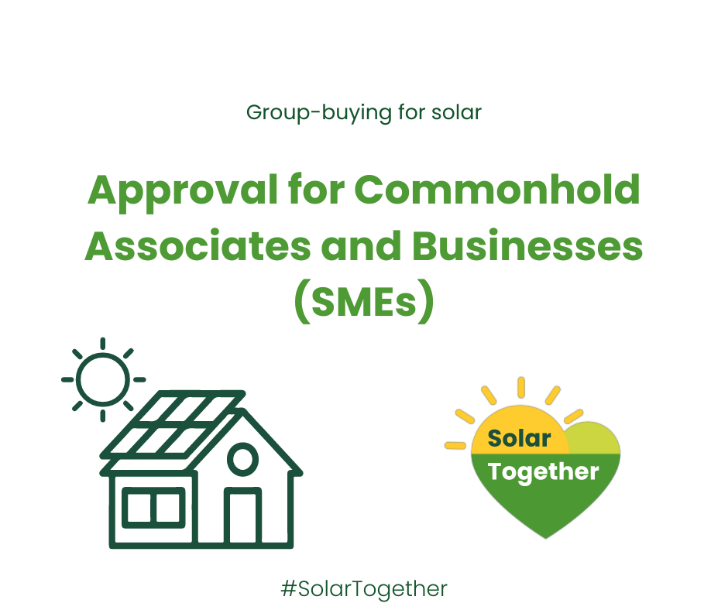 Group-buying for solar
Approval for Commonhold
Associates and Businesses
(SMEs)
Solar
Together
#SolarTogether